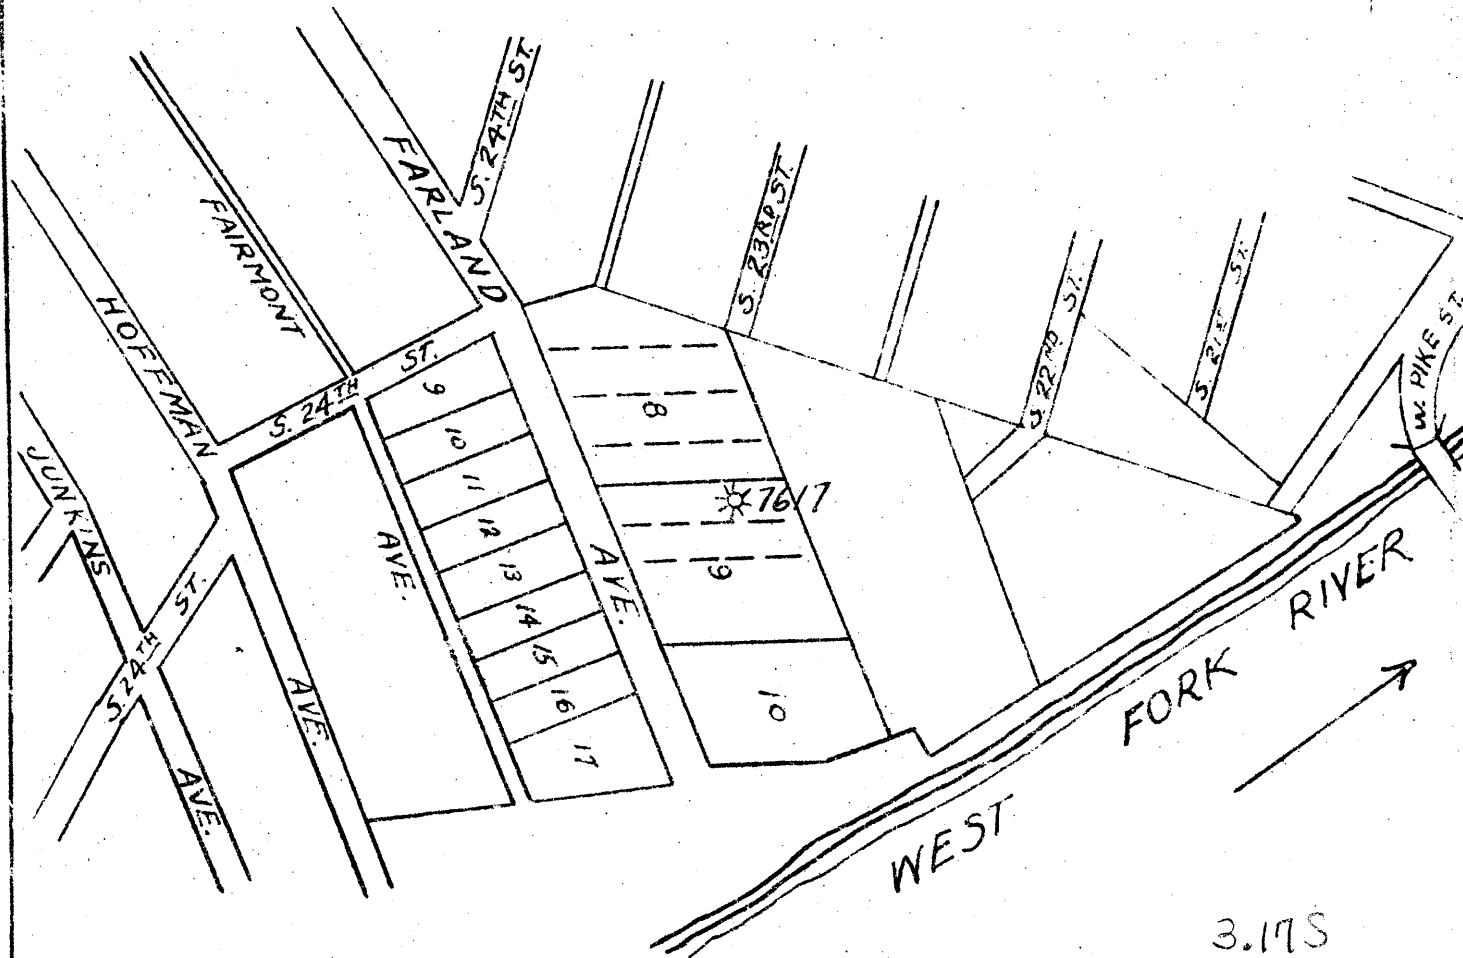 S. 24TH ST.
FARLAND AVE.
S. 23RD ST.
FAIRMONT AVE.
S. 22ND ST.
S. 21ST ST.
W. PIKE ST.
HOFFMAN AVE.
S. 24TH ST.
JUNKINS AVE.
S. 24TH ST.
9
10
11
12
13
14
15
16
17
8
7617
9
10
WEST FORK RIVER
3.17 S